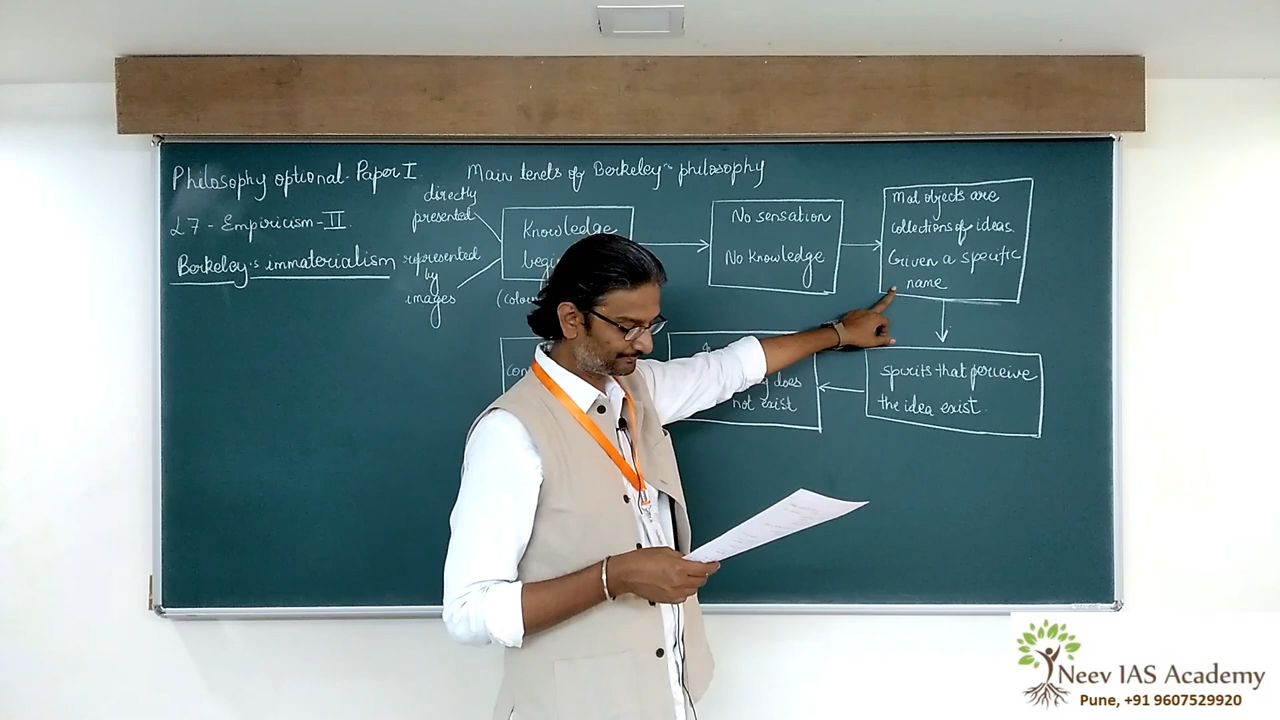 Philosophy optional. Paper I
L7 - Empiricism - II
Berkeley's immaterialism
Main tenets of Berkeley's philosophy
directly
presented
represented
by
images
Knowledge
No sensation
No knowledge
Mat objects are
collections of ideas.
Given a specific
name
spirits that perceive
the idea exist.
does
not exist
Neev IAS Academy
Pune, +91 9607529920